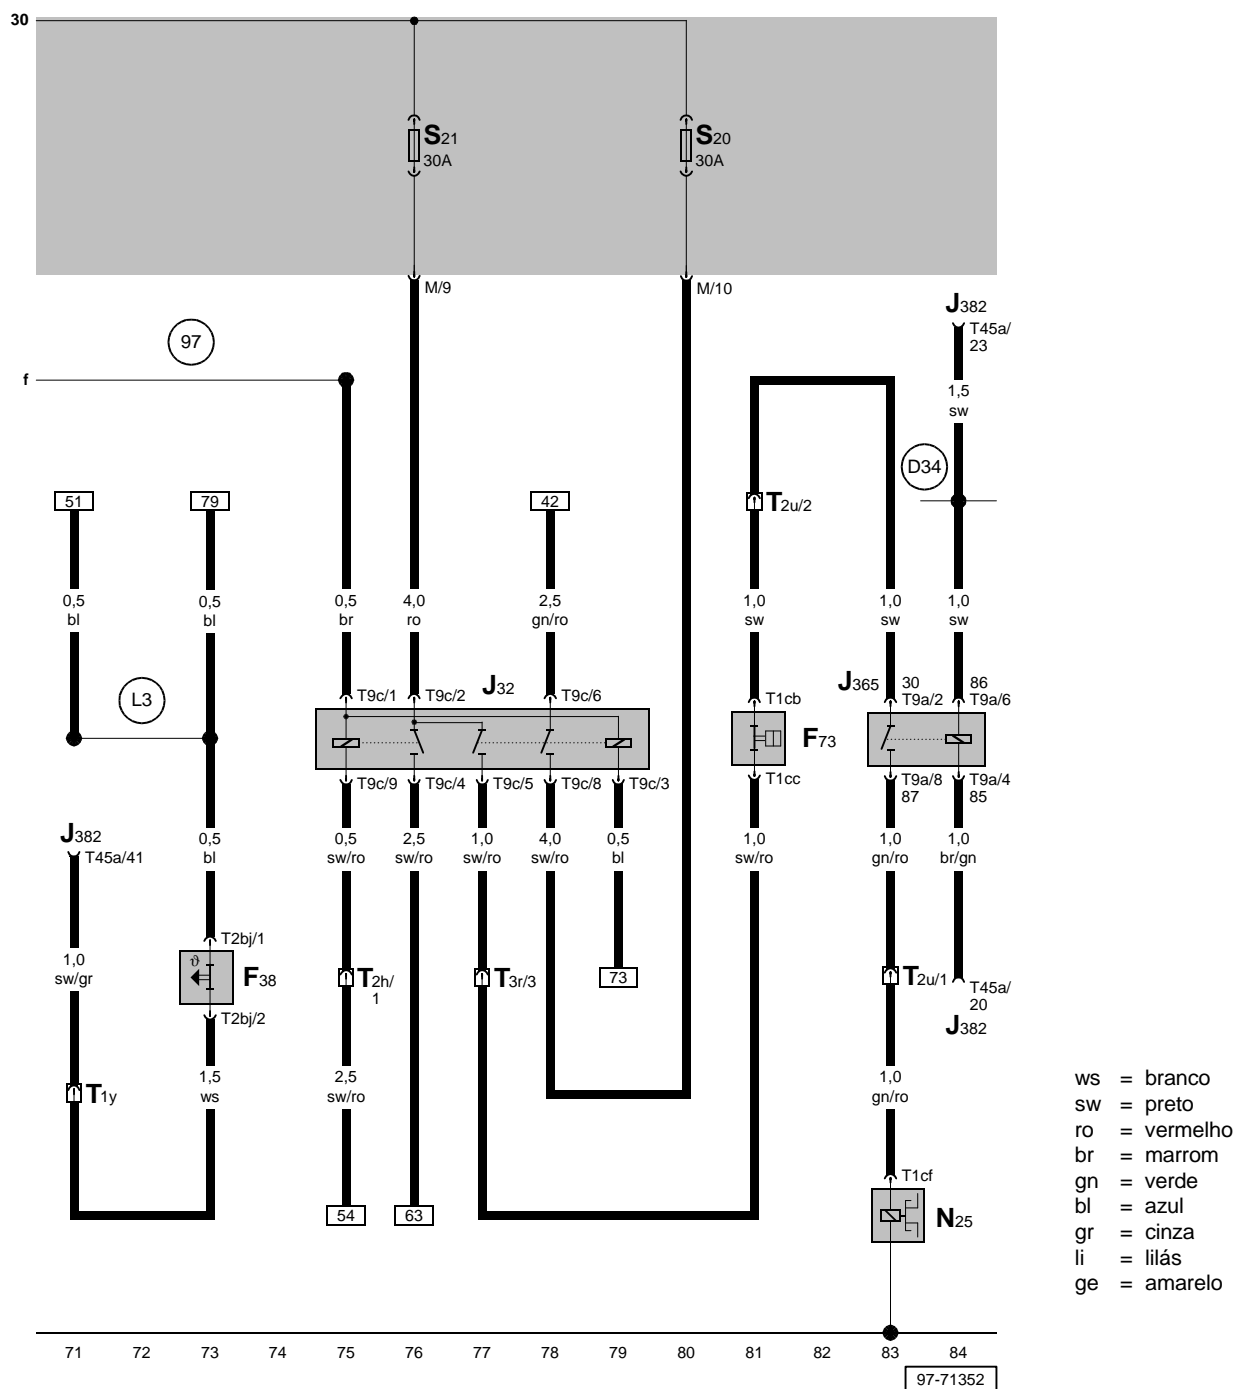 30
S21
30A
S20
30A
M/9
M/10
J382
T45a/
23
97
f
1,5
sw
D34
51
79
42
T2u/2
0,5
bl
0,5
bl
0,5
br
4,0
ro
2,5
gn/ro
1,0
sw
1,0
sw
1,0
sw
L3
T9c/1
T9c/2
J32
T9c/6
T1cb
J365
30
T9a/2
86
T9a/6
F73
T9c/9
T9c/4
T9c/5
T9c/8
T9c/3
T1cc
T9a/8
87
T9a/4
85
J382
T45a/41
0,5
bl
0,5
sw/ro
2,5
sw/ro
1,0
sw/ro
4,0
sw/ro
0,5
bl
1,0
sw/ro
1,0
gn/ro
1,0
br/gn
T2bj/1
1,0
sw/gr
ϑ
F38
T2h/
1
T3r/3
73
T2u/1
T45a/
20
J382
T2bj/2
T1y
1,5
ws
2,5
sw/ro
1,0
gn/ro
T1cf
54
63
N25
ws = branco
sw = preto
ro = vermelho
br = marrom
gn = verde
bl = azul
gr = cinza
li = lilás
ge = amarelo
71 72 73 74 75 76 77 78 79 80 81 82 83 84
97-71352